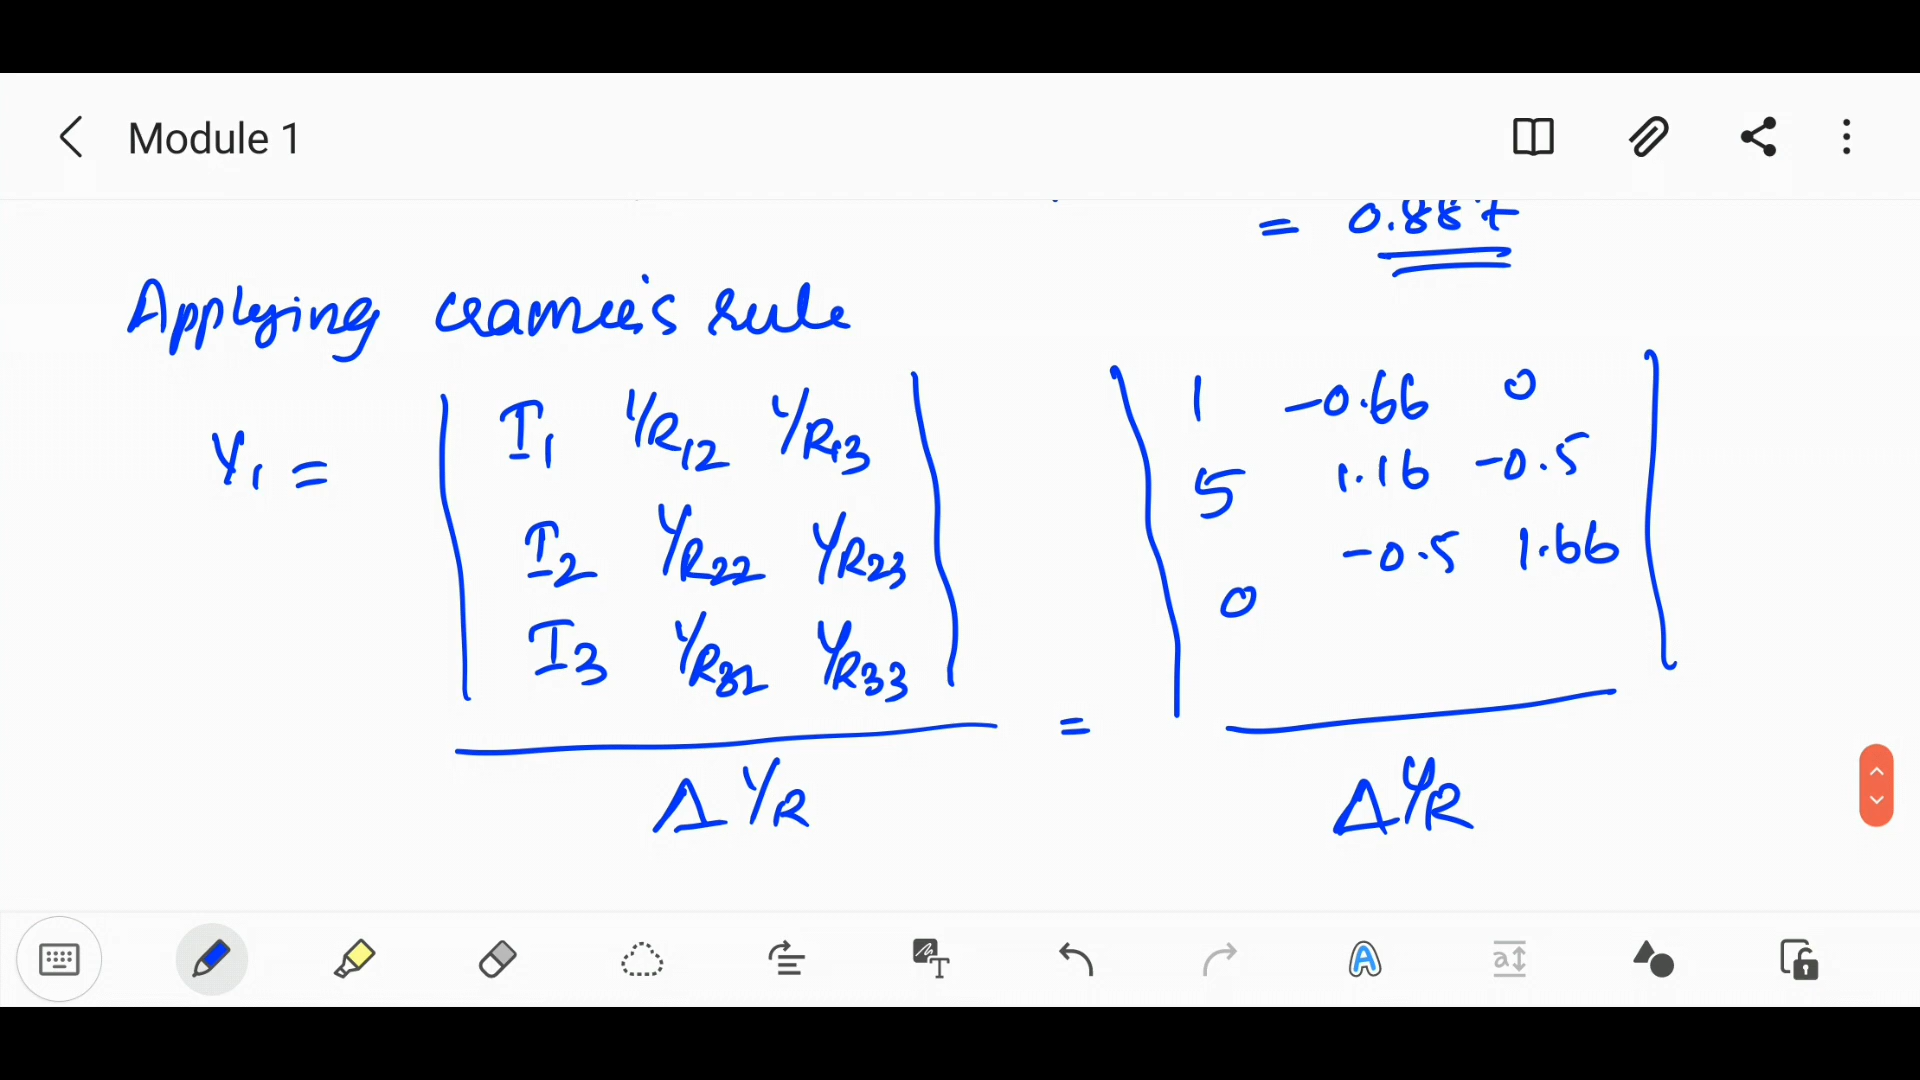 Module 1
= 0.887
Applying cramer's rule
V1 = | I1 1/R12 1/R13 | | 1 -0.66 0 |
I2 1/R22 1/R23 5 1.16 -0.5
I3 1/R32 1/R33 0 -0.5 1.66
=
Δ 1/R Δ 1/R